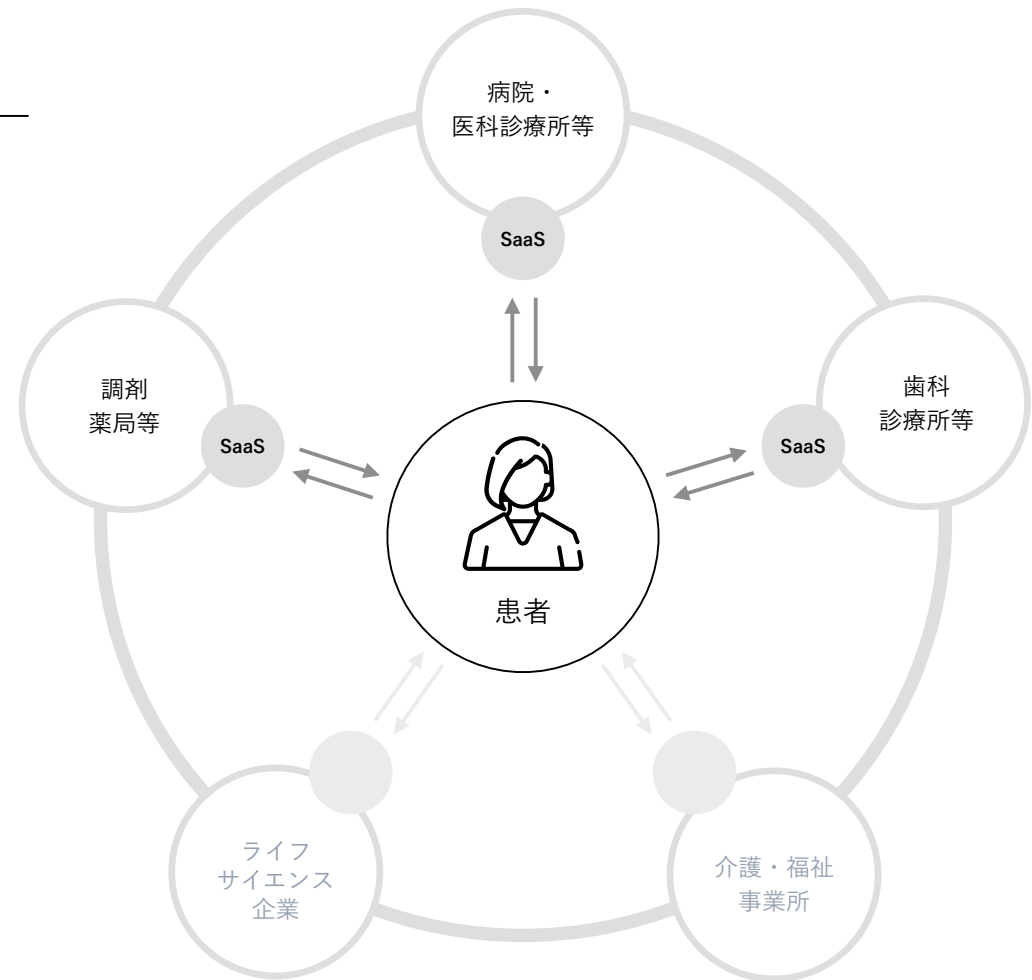 病院・
医科診療所等
SaaS
調剤
薬局等
SaaS
歯科
診療所等
SaaS
患者
ライフ
サイエンス
企業
介護・福祉
事業所